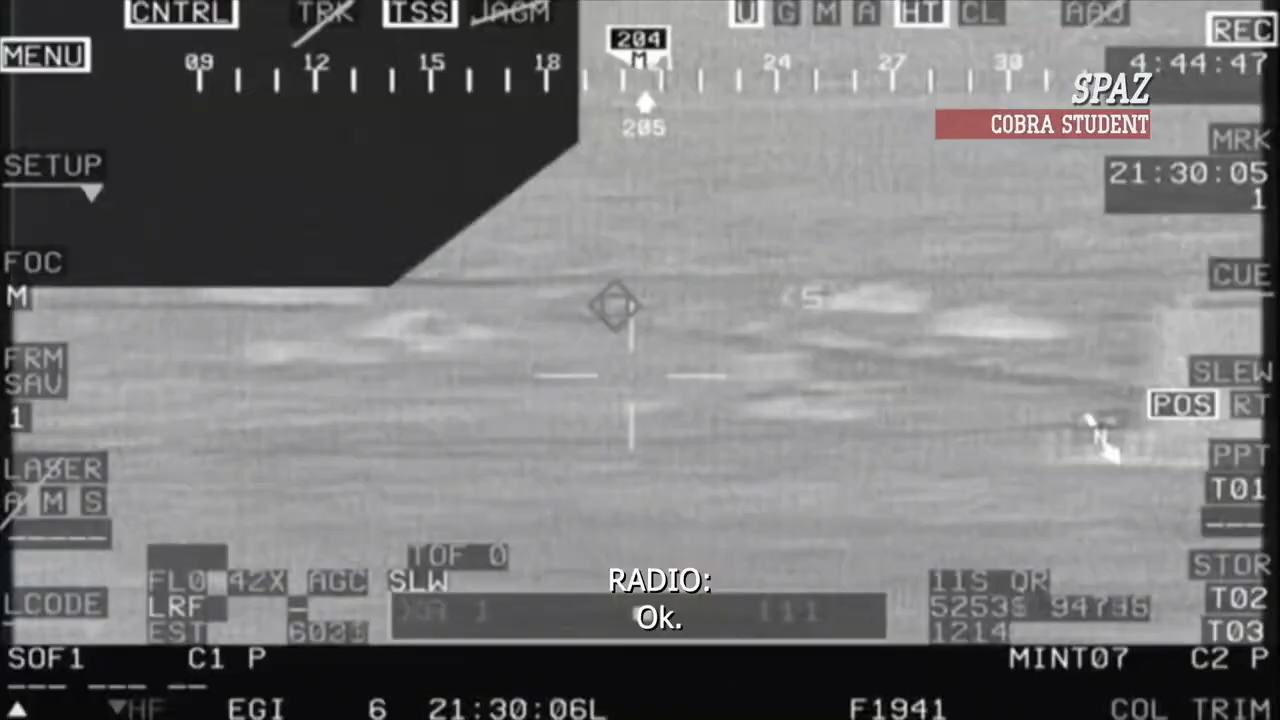 CNTRL TRK TSS JAGM U G M A HT CL
REC
204
M
MENU
09 12 15 18 24 27 30
4:44:47
SPAZ
205
COBRA STUDENT
MRK
SETUP
21:30:05
1
FOC
CUE
M
<5
FRM
SAV
SLEW
1
POS RT
N
PPT
LASER
T01
A M S
TOF 0
STOR
FL0 42X AGC SLW
RADIO:
11S QR
LCODE
LRF
Ok.
T02
EST
1214
T03
SOF1 C1 P
MINT07 C2 P
HF EGI 6 21:30:06L F1941 COL TRIM